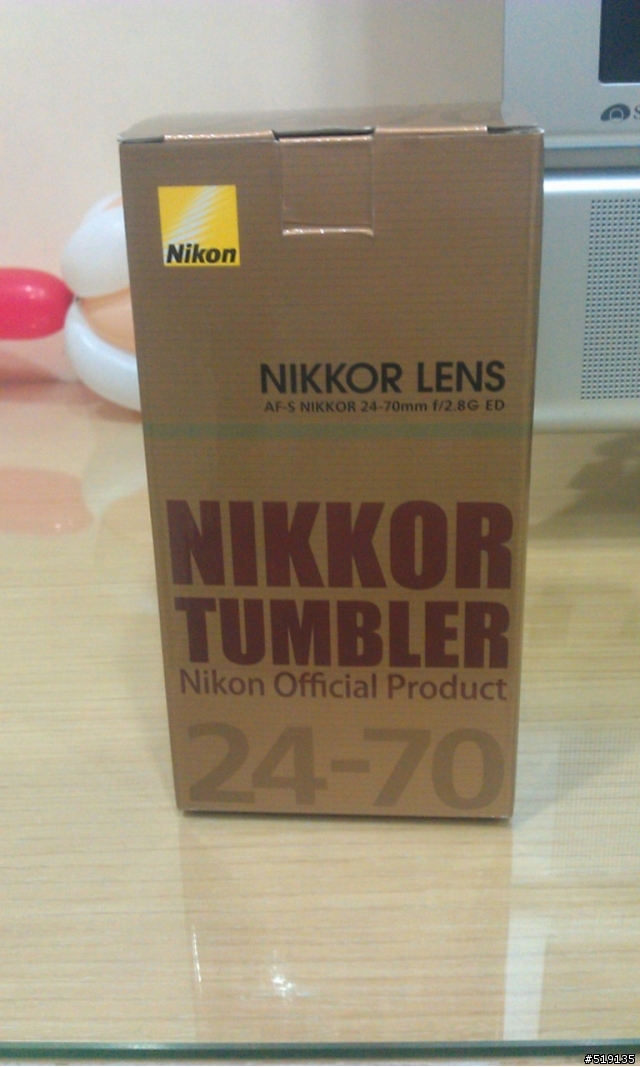 Nikon
NIKKOR LENS
AF-S NIKKOR 24-70mm f/2.8G ED
NIKKOR
TUMBLER
Nikon Official Product
24-70
#519135